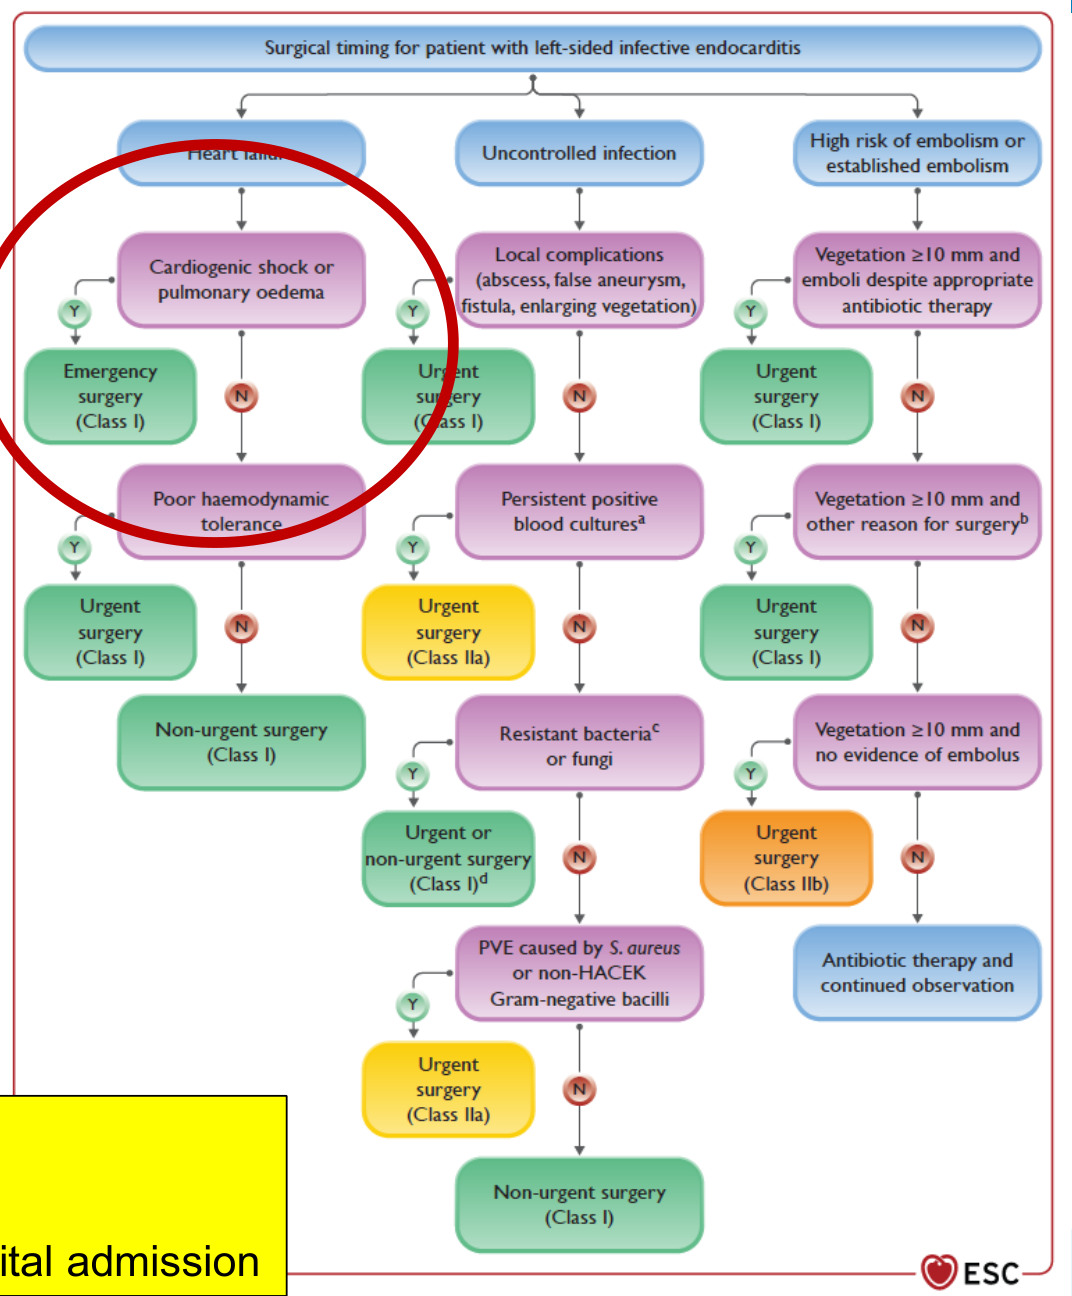 Surgical timing for patient with left-sided infective endocarditis
Heart failure
Uncontrolled infection
High risk of embolism or
established embolism
Cardiogenic shock or
pulmonary oedema
Local complications
(abscess, false aneurysm,
fistula, enlarging vegetation)
Vegetation ≥10 mm and
emboli despite appropriate
antibiotic therapy
Y
Y
Y
Emergency
surgery
(Class I)
N
Urgent
surgery
(Class I)
N
Urgent
surgery
(Class I)
N
Poor haemodynamic
tolerance
Persistent positive
blood culturesᵃ
Vegetation ≥10 mm and
other reason for surgeryᵇ
Y
Y
Y
Urgent
surgery
(Class I)
N
Urgent
surgery
(Class IIa)
N
Urgent
surgery
(Class I)
N
Non-urgent surgery
(Class I)
Resistant bacteriaᶜ
or fungi
Vegetation ≥10 mm and
no evidence of embolus
Y
Y
Urgent or
non-urgent surgery
(Class I)ᵈ
N
Urgent
surgery
(Class IIb)
N
PVE caused by S. aureus
or non-HACEK
Gram-negative bacilli
Antibiotic therapy and
continued observation
Y
Urgent
surgery
(Class IIa)
N
Non-urgent surgery
(Class I)
ital admission
ESC